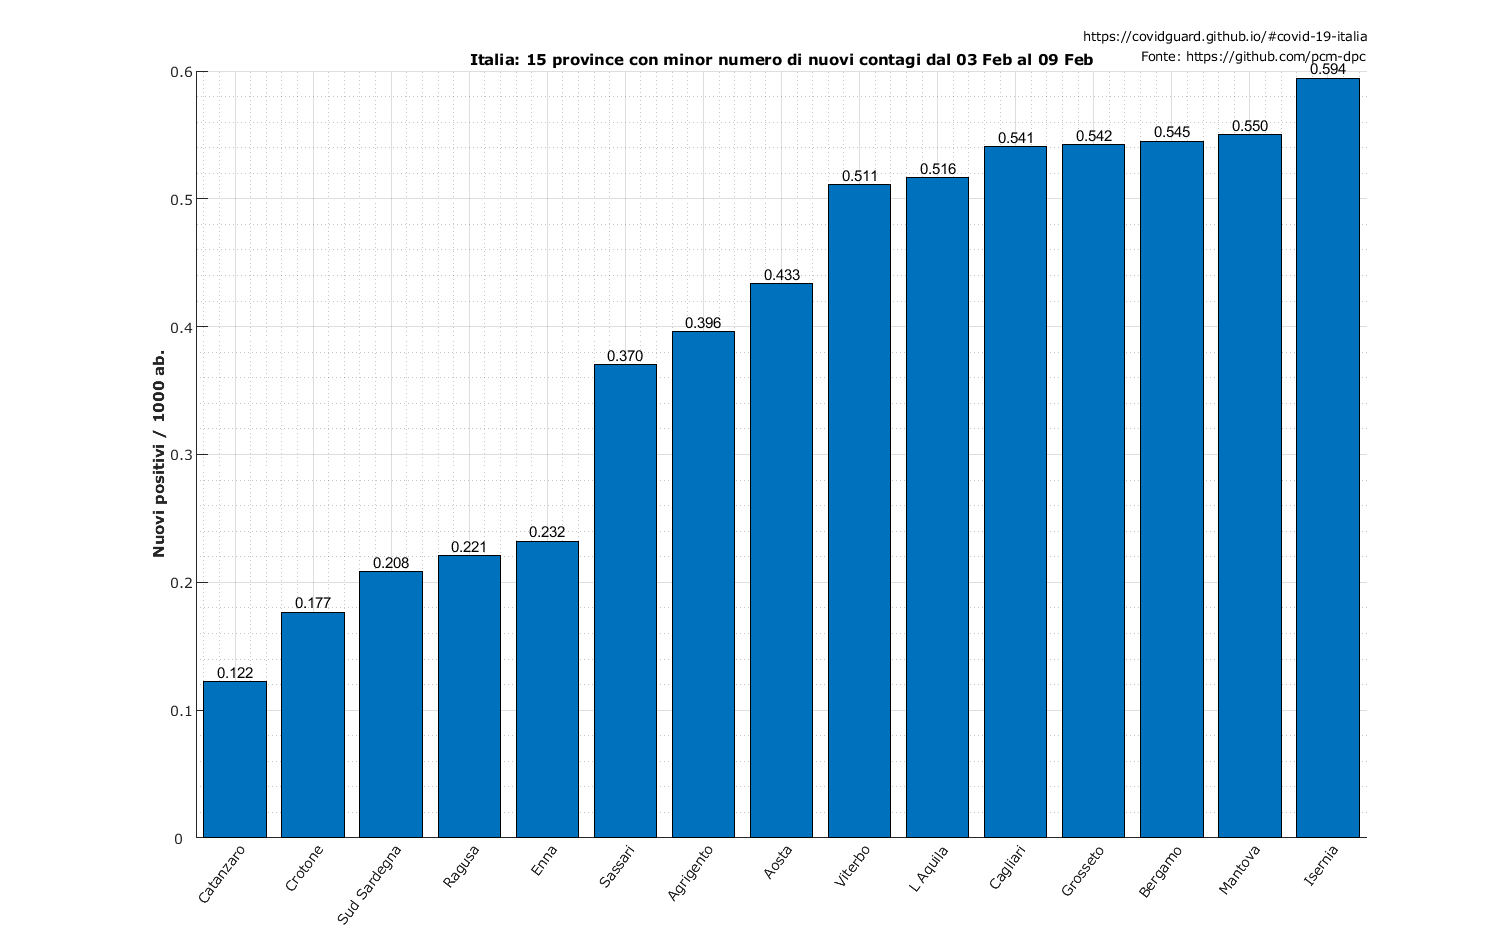 https://covidguard.github.io/#covid-19-italia
Italia: 15 province con minor numero di nuovi contagi dal 03 Feb al 09 Feb
Fonte: https://github.com/pcm-dpc
Nuovi positivi / 1000 ab.
0.6
0.5
0.4
0.3
0.2
0.1
0
0.122
0.177
0.208
0.221
0.232
0.370
0.396
0.433
0.511
0.516
0.541
0.542
0.545
0.550
0.594
Catanzaro
Crotone
Sud Sardegna
Ragusa
Enna
Sassari
Agrigento
Aosta
Viterbo
L Aquila
Cagliari
Grosseto
Bergamo
Mantova
Isernia